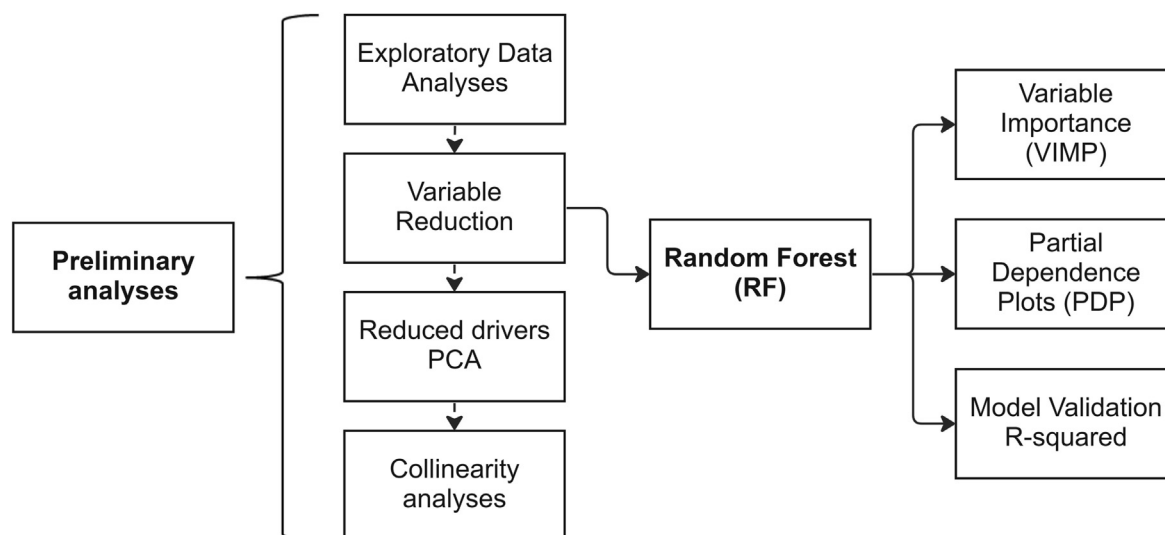 Preliminary
analyses
Exploratory Data
Analyses
Variable
Reduction
Reduced drivers
PCA
Collinearity
analyses
Random Forest
(RF)
Variable
Importance
(VIMP)
Partial
Dependence
Plots (PDP)
Model Validation
R-squared